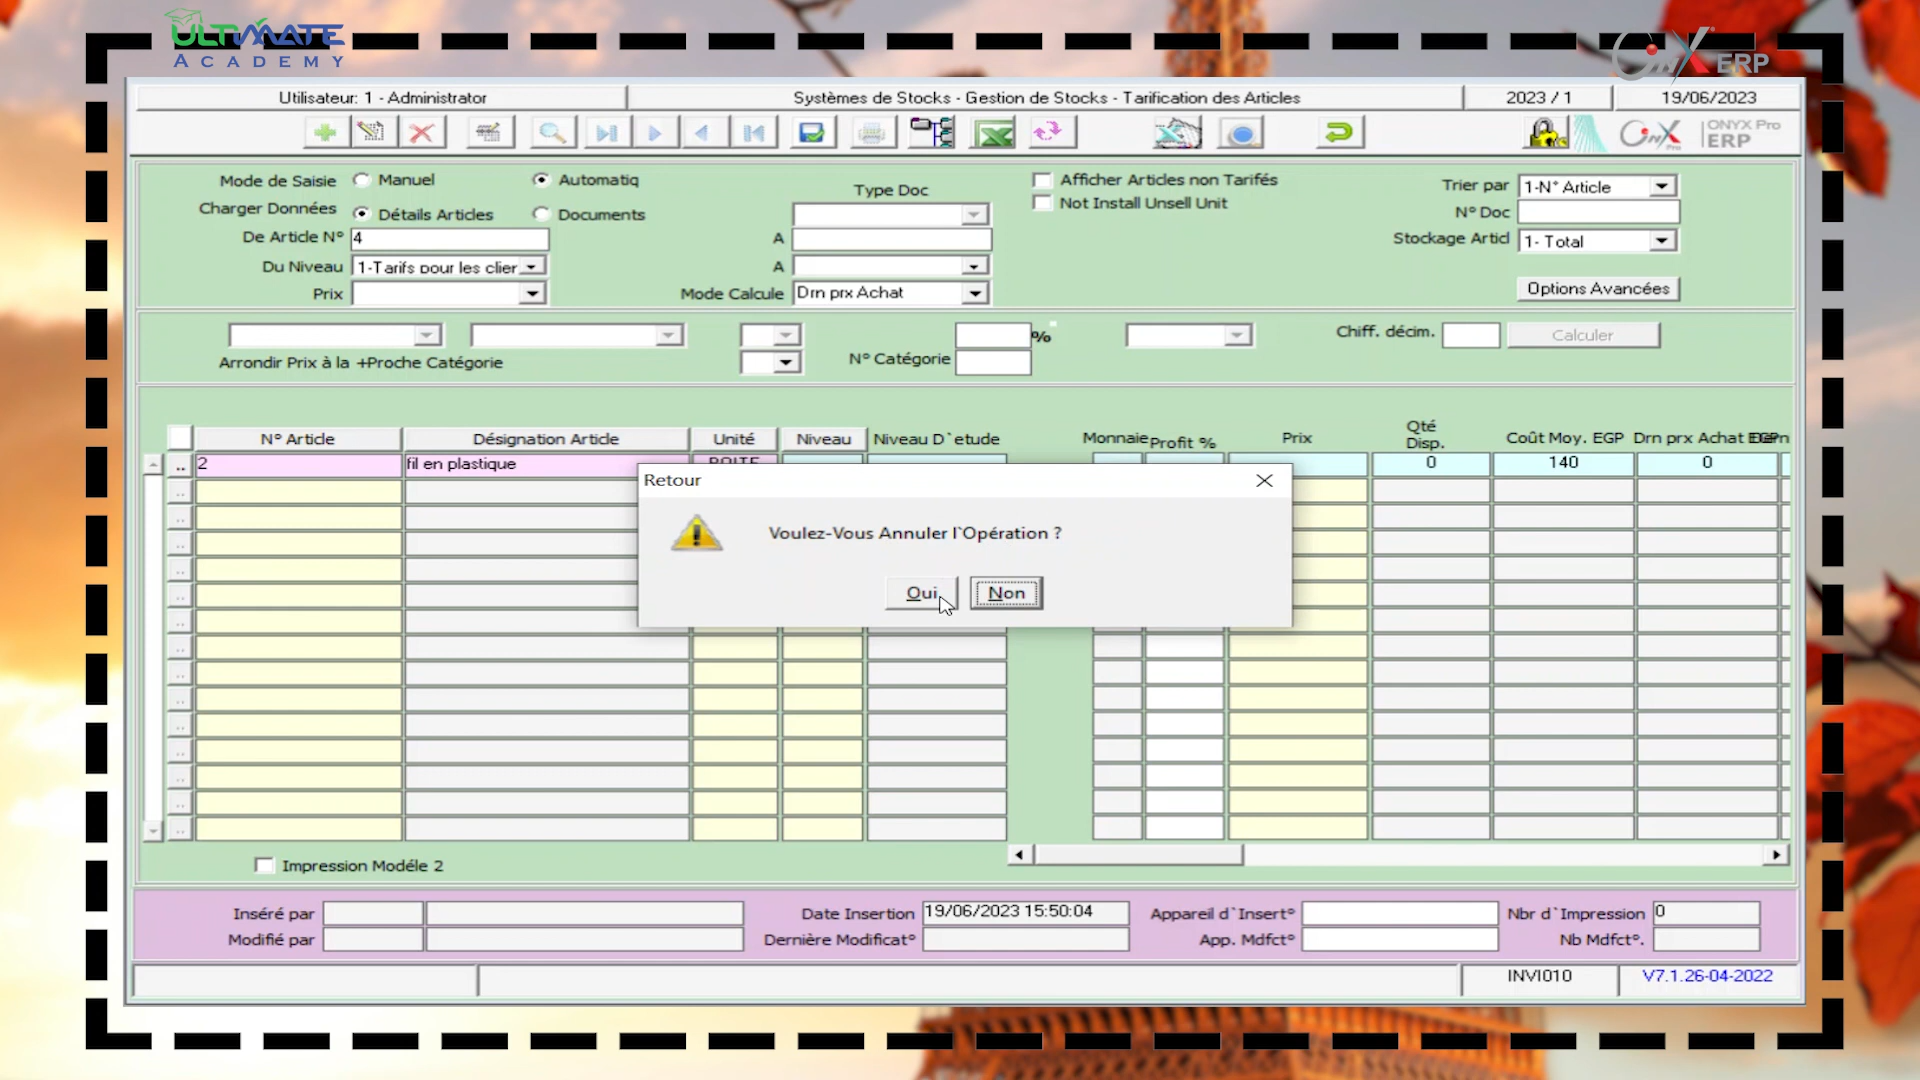 ULTIMATE
ACADEMY
ONYX ERP
Utilisateur: 1 - Administrator
Systèmes de Stocks - Gestion de Stocks - Tarification des Articles
2023 / 1
19/06/2023
ONYX Pro
ERP
Mode de Saisie
Manuel
Automatiq
Type Doc
Afficher Articles non Tarifés
Trier par
1-N° Article
Charger Données
Détails Articles
Documents
Not Install Unsell Unit
N° Doc
De Article N°
4
A
Stockage Articl
1- Total
Du Niveau
1-Tarifs pour les clier
A
Prix
Mode Calcule
Drn prx Achat
Options Avancées
%
Chiff. décim.
Calculer
Arrondir Prix à la +Proche Catégorie
N° Catégorie
N° Article
Désignation Article
Unité
Niveau
Niveau D`etude
Monnaie
Profit %
Prix
Qté
Disp.
Coût Moy. EGP
Drn prx Achat EGP
2
fil en plastique
BOITE
0
140
0
Retour
Voulez-Vous Annuler l`Opération ?
Oui
Non
Impression Modéle 2
Inséré par
Date Insertion
19/06/2023 15:50:04
Appareil d`Insert°
Nbr d`Impression
0
Modifié par
Dernière Modificat°
App. Mdfct°
Nb Mdfct°.
INVI010
V7.1.26-04-2022